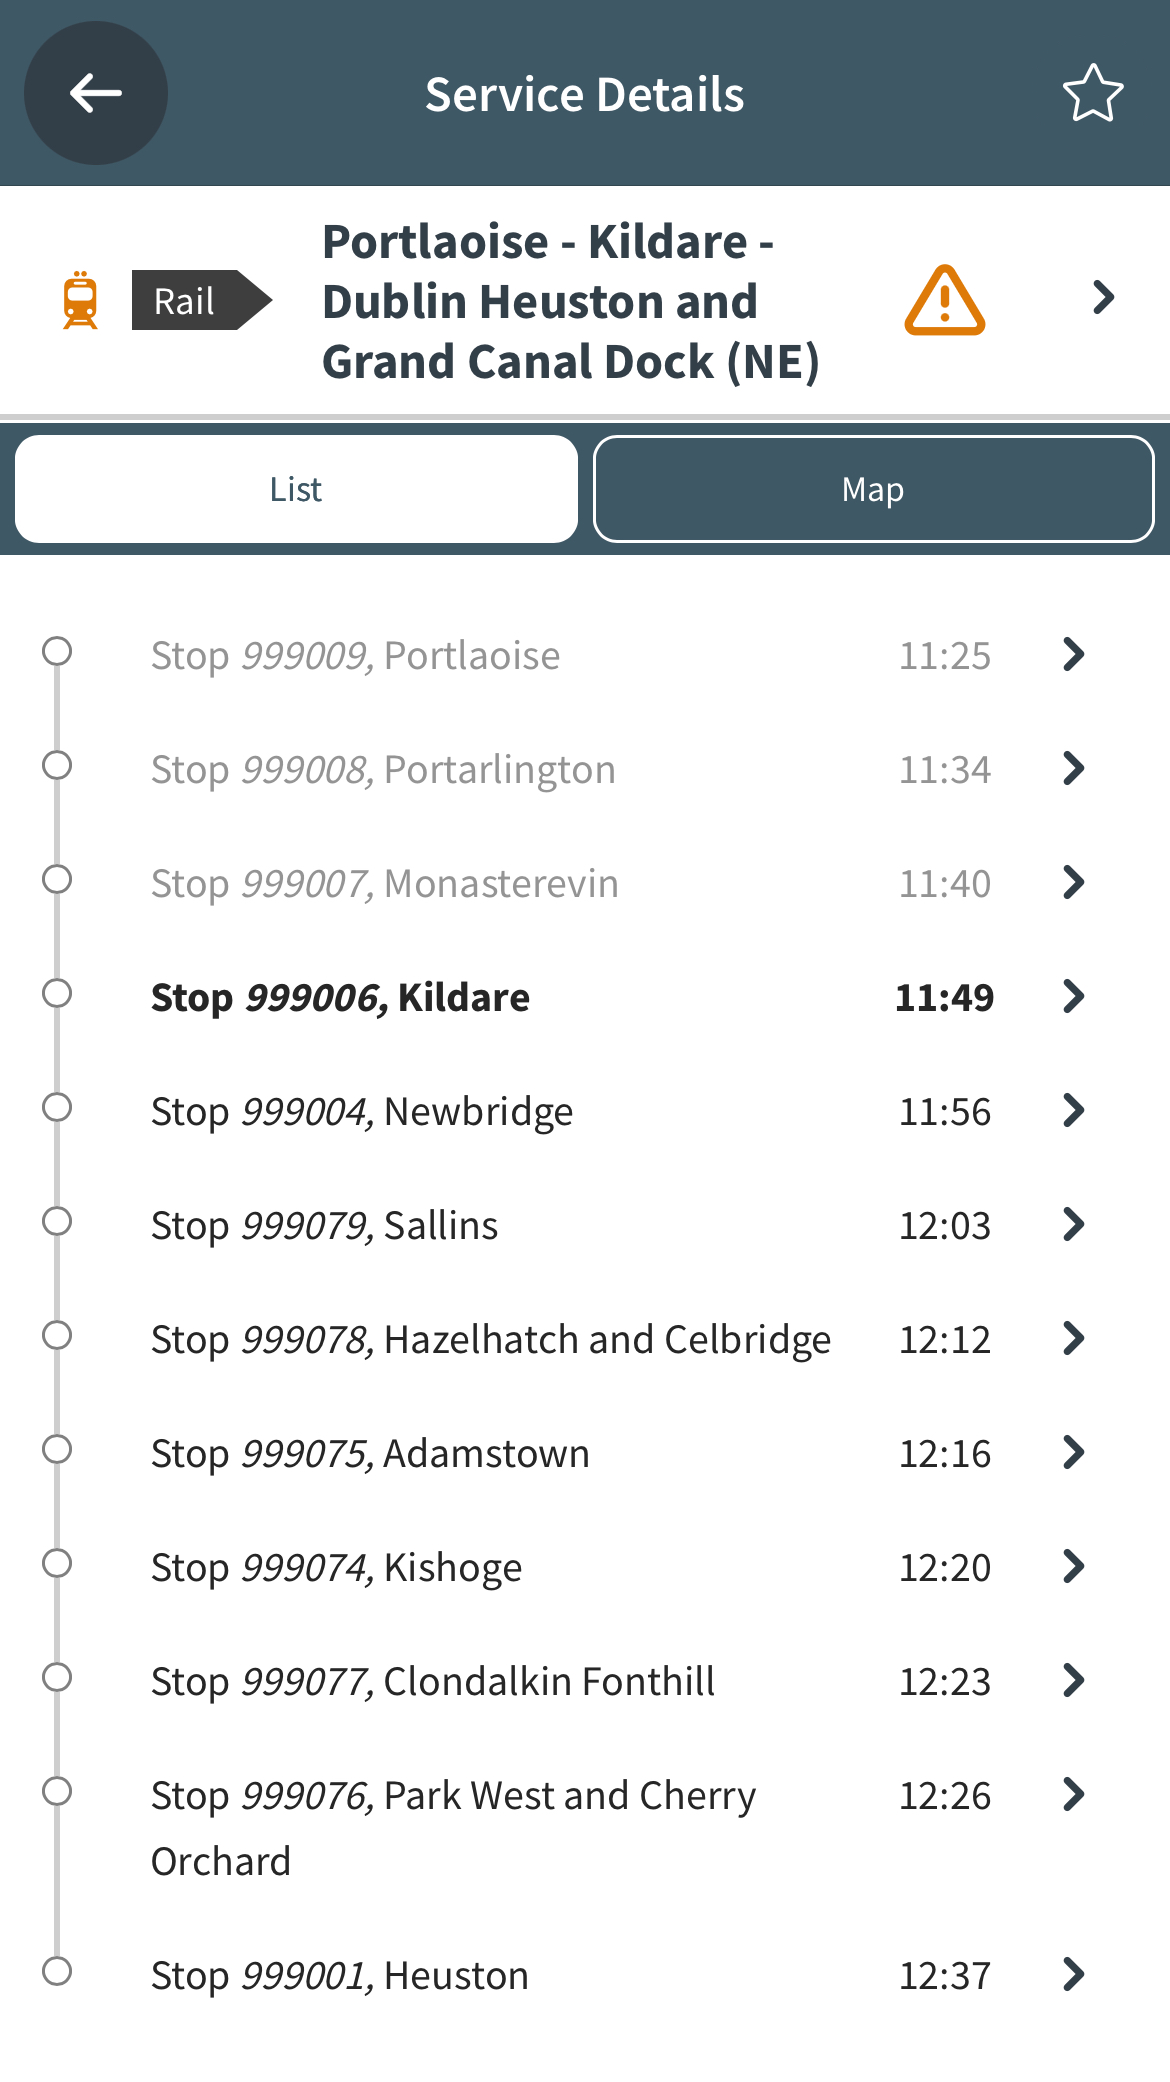 Service Details
Rail
Portlaoise - Kildare -
Dublin Heuston and
Grand Canal Dock (NE)
List
Map
Stop 999009, Portlaoise 11:25
Stop 999008, Portarlington 11:34
Stop 999007, Monasterevin 11:40
Stop 999006, Kildare 11:49
Stop 999004, Newbridge 11:56
Stop 999079, Sallins 12:03
Stop 999078, Hazelhatch and Celbridge 12:12
Stop 999075, Adamstown 12:16
Stop 999074, Kishoge 12:20
Stop 999077, Clondalkin Fonthill 12:23
Stop 999076, Park West and Cherry 12:26
Orchard
Stop 999001, Heuston 12:37